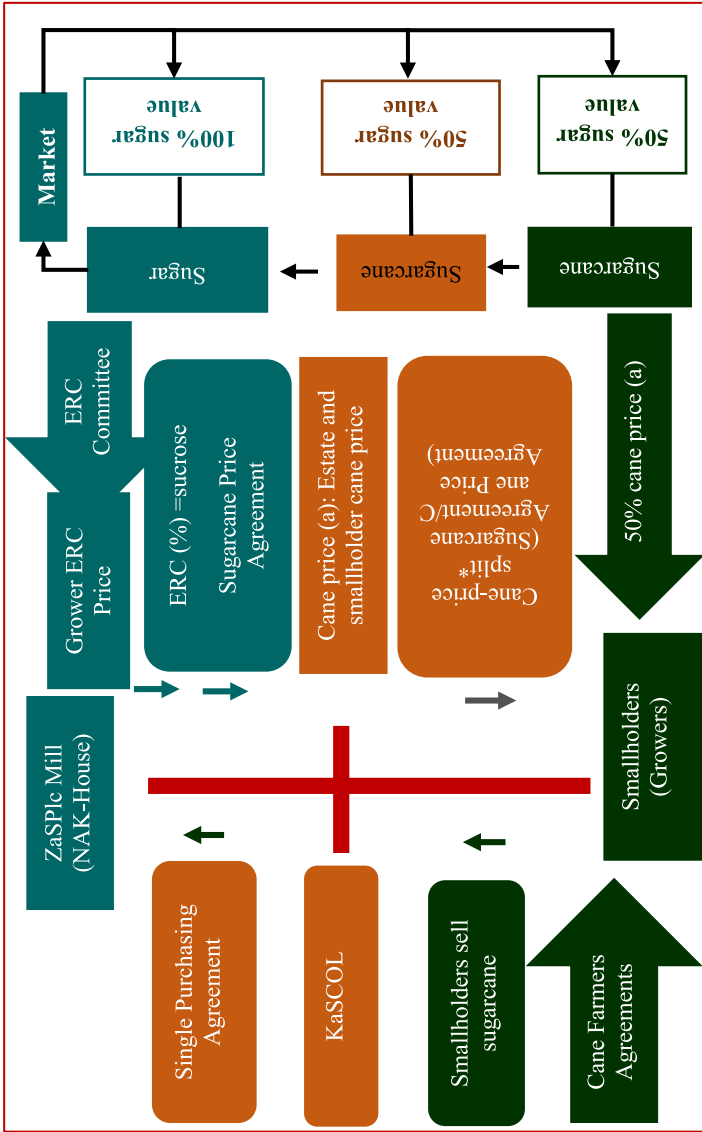 ZaSPlc Mill
(NAK-House)
Grower ERC
Price
ERC
Committee
Market
Single Purchasing
Agreement
ERC (%) =sucrose
Sugarcane Price
Agreement
Sugar
100% sugar
value
KaSCOL
Cane price (a): Estate and
smallholder cane price
Cane-price
split*
(Sugarcane
Agreement/C
ane Price
Agreement)
Sugarcane
50% sugar
value
Smallholders sell
sugarcane
Cane Farmers
Agreements
Smallholders
(Growers)
50% cane price (a)
Sugarcane
50% sugar
value